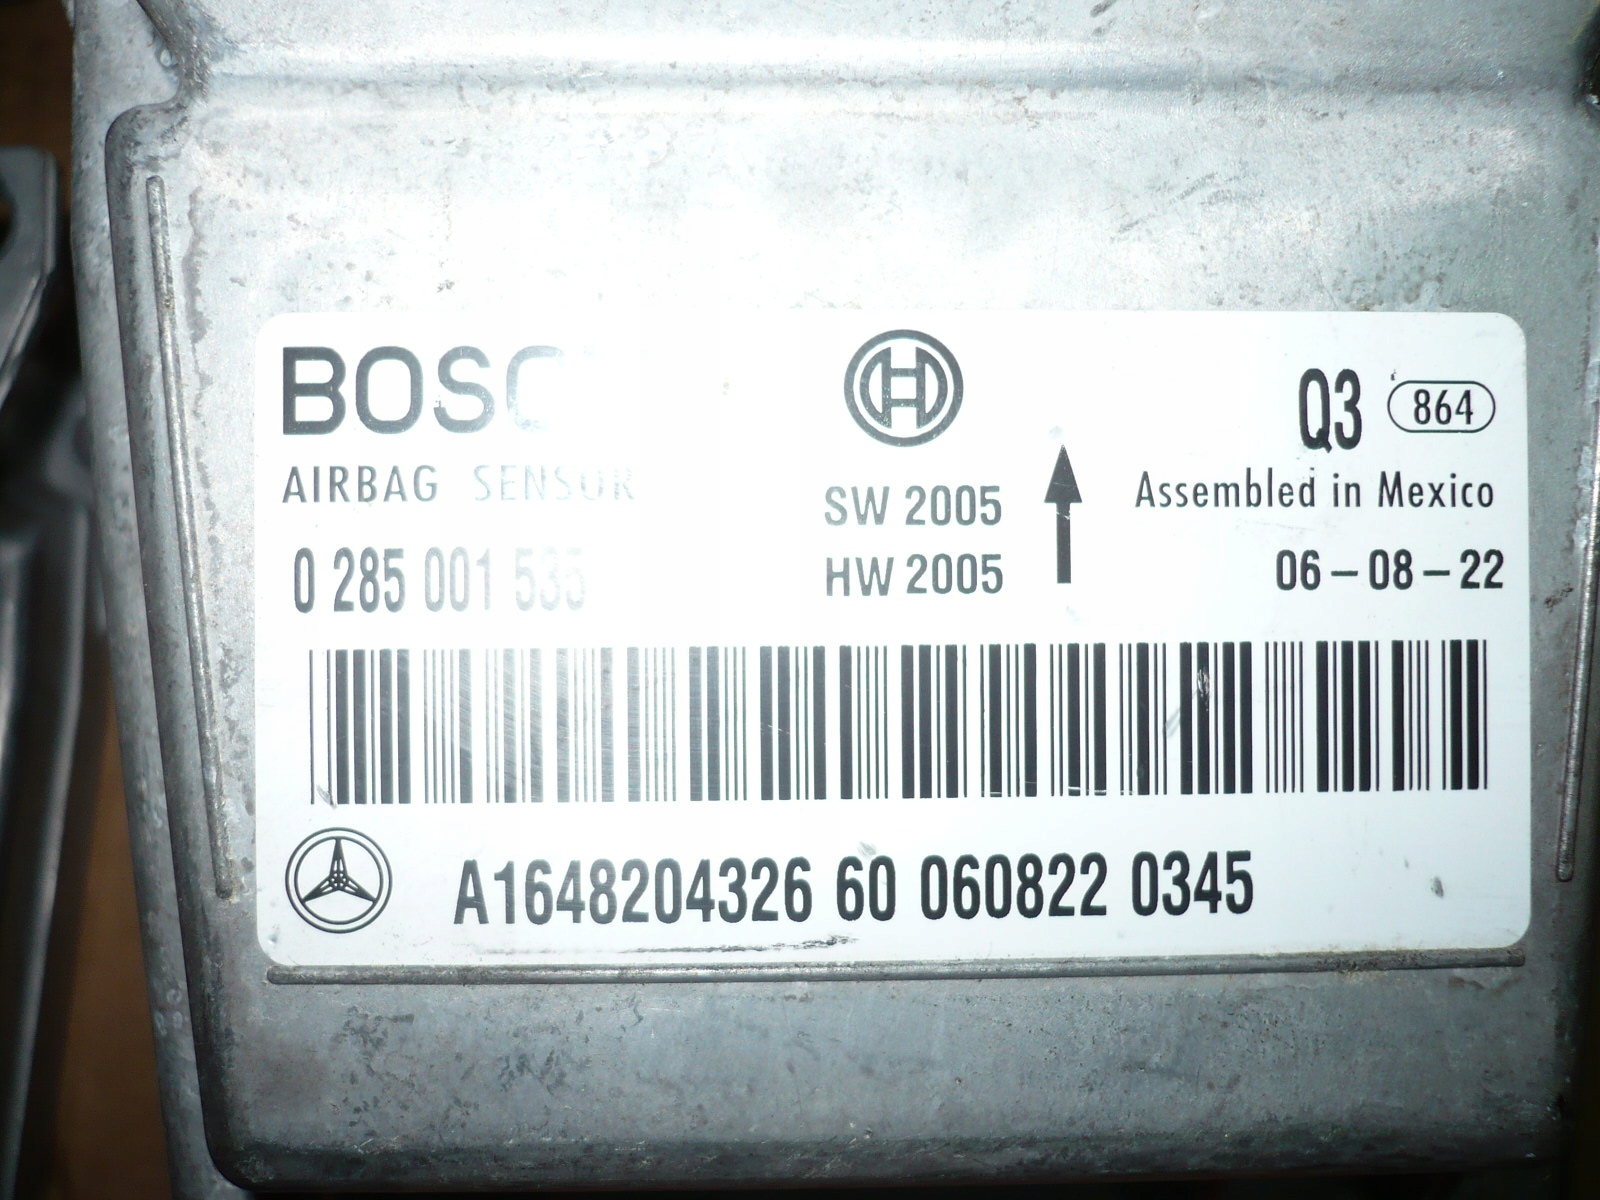 BOSC
Q3 864
AIRBAG SENSOR
SW 2005
Assembled in Mexico
0 285 001 535
HW 2005
06-08-22
A1648204326 60 060822 0345